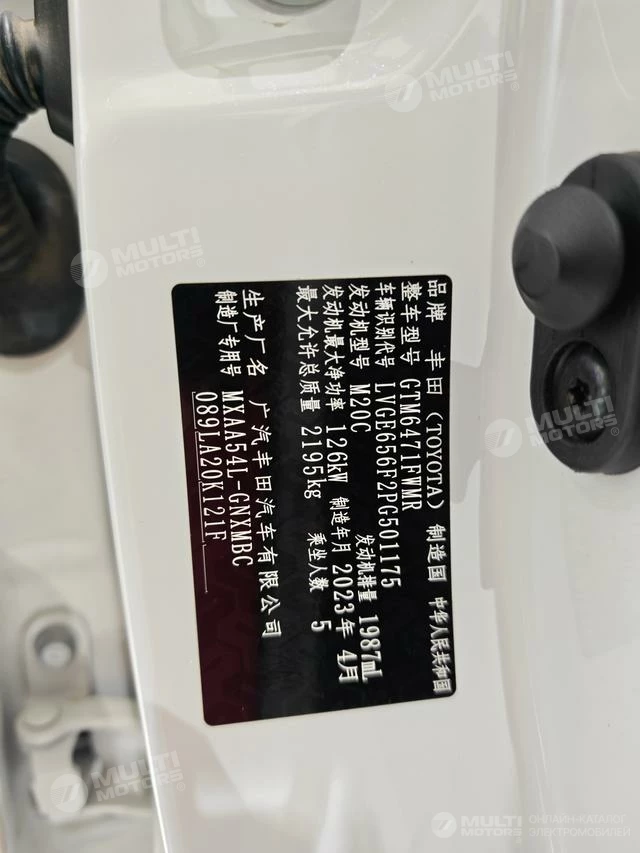 品牌 丰田（TOYOTA） 制造国 中华人民共和国
整车型号 GTM6471FWMR
车辆识别代号 LVGE656F2PG501175
发动机型号 M20C 发动机排量 1987mL
发动机最大净功率 126kW 制造年月 2023年 4月
最大允许总质量 2195kg 乘坐人数 5
生产厂名 广汽丰田汽车有限公司
制造厂专用号 MXAA54L-GNXMBC
089LA20K121F
MULTI MOTORS®
MULTI MOTORS®
MULTI MOTORS®
MULTI MOTORS®
MULTI MOTORS® ОНЛАЙН-КАТАЛОГ ЭЛЕКТРОМОБИЛЕЙ